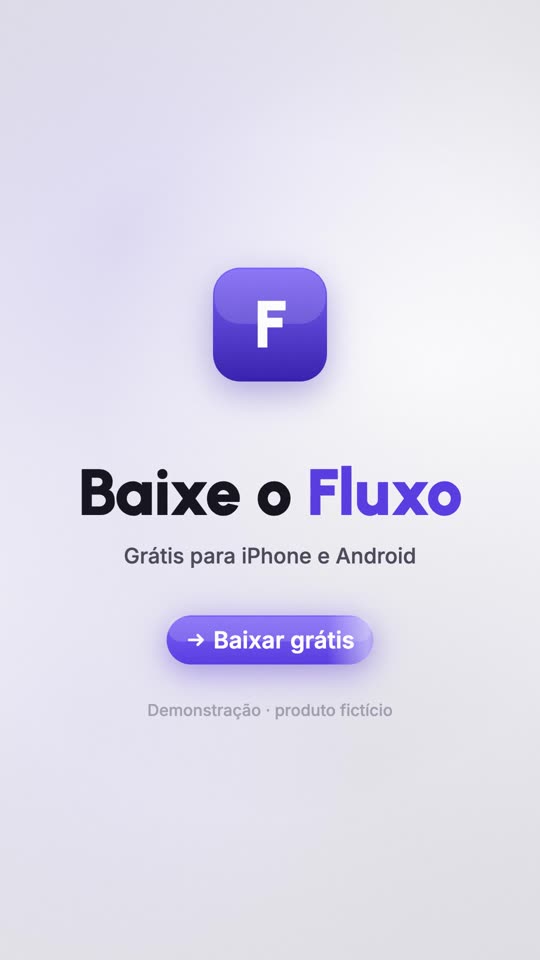 F
Baixe o Fluxo
Grátis para iPhone e Android
→ Baixar grátis
Demonstração · produto fictício